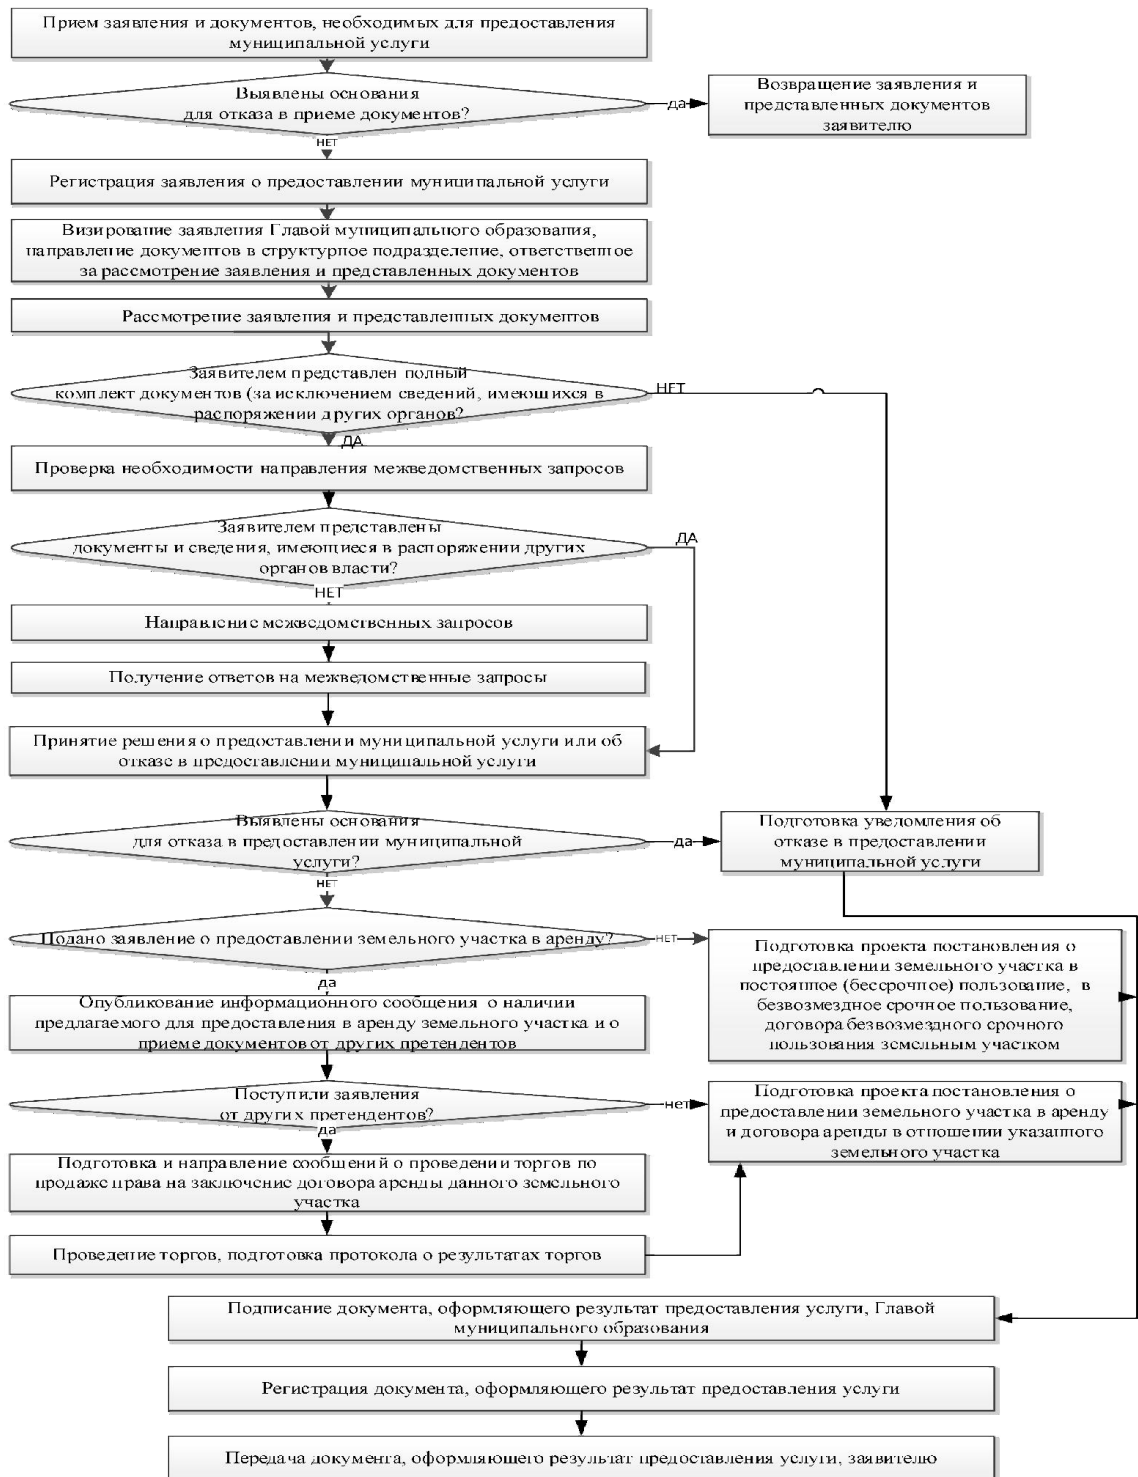 Прием заявления и документов, необходимых для предоставления
муниципальной услуги
Выявлены основания
для отказа в приеме документов?
да
Возвращение заявления и
представленных документов
заявителю
НЕТ
Регистрация заявления о предоставлении муниципальной услуги
Визирование заявления Главой муниципального образования,
направление документов в структурное подразделение, ответственное
за рассмотрение заявления и представленных документов
Рассмотрение заявления и представленных документов
Заявителем представлен полный
комплект документов (за исключением сведений, имеющихся в
распоряжении других органов?
НЕТ
ДА
Проверка необходимости направления межведомственных запросов
Заявителем представлены
документы и сведения, имеющиеся в распоряжении других
органов власти?
ДА
НЕТ
Направление межведомственных запросов
Получение ответов на межведомственные запросы
Принятие решения о предоставлении муниципальной услуги или об
отказе в предоставлении муниципальной услуги
Выявлены основания
для отказа в предоставлении муниципальной
услуги?
да
Подготовка уведомления об
отказе в предоставлении
муниципальной услуги
НЕТ
Подано заявление о предоставлении земельного участка в аренду?
НЕТ
Подготовка проекта постановления о
предоставлении земельного участка в
постоянное (бессрочное) пользование, в
безвозмездное срочное пользование,
договора безвозмездного срочного
пользования земельным участком
да
Опубликование информационного сообщения о наличии
предлагаемого для предоставления в аренду земельного участка и о
приеме документов от других претендентов
Поступили заявления
от других претендентов?
нет
Подготовка проекта постановления о
предоставлении земельного участка в аренду
и договора аренды в отношении указанного
земельного участка
да
Подготовка и направление сообщений о проведении торгов по
продаже права на заключение договора аренды данного земельного
участка
Проведение торгов, подготовка протокола о результатах торгов
Подписание документа, оформляющего результат предоставления услуги, Главой
муниципального образования
Регистрация документа, оформляющего результат предоставления услуги
Передача документа, оформляющего результат предоставления услуги, заявителю